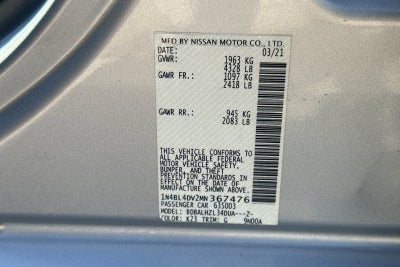 MFD BY NISSAN MOTOR CO., LTD.
DATE: 03/21
GVWR: 1963 KG
4328 LB
GAWR FR.: 1097 KG
2418 LB
GAWR RR.: 945 KG
2083 LB
THIS VEHICLE CONFORMS TO
ALL APPLICABLE FEDERAL
MOTOR VEHICLE SAFETY,
BUMPER, AND THEFT
PREVENTION STANDARDS IN
EFFECT ON THE DATE OF
MANUFACTURE SHOWN ABOVE.
1N4BL4DV2MN367476
PASSENGER CAR 635003
MODEL: BDBALHZL34DUA---Z-
COLOR: K23 TRIM: G 9N00A